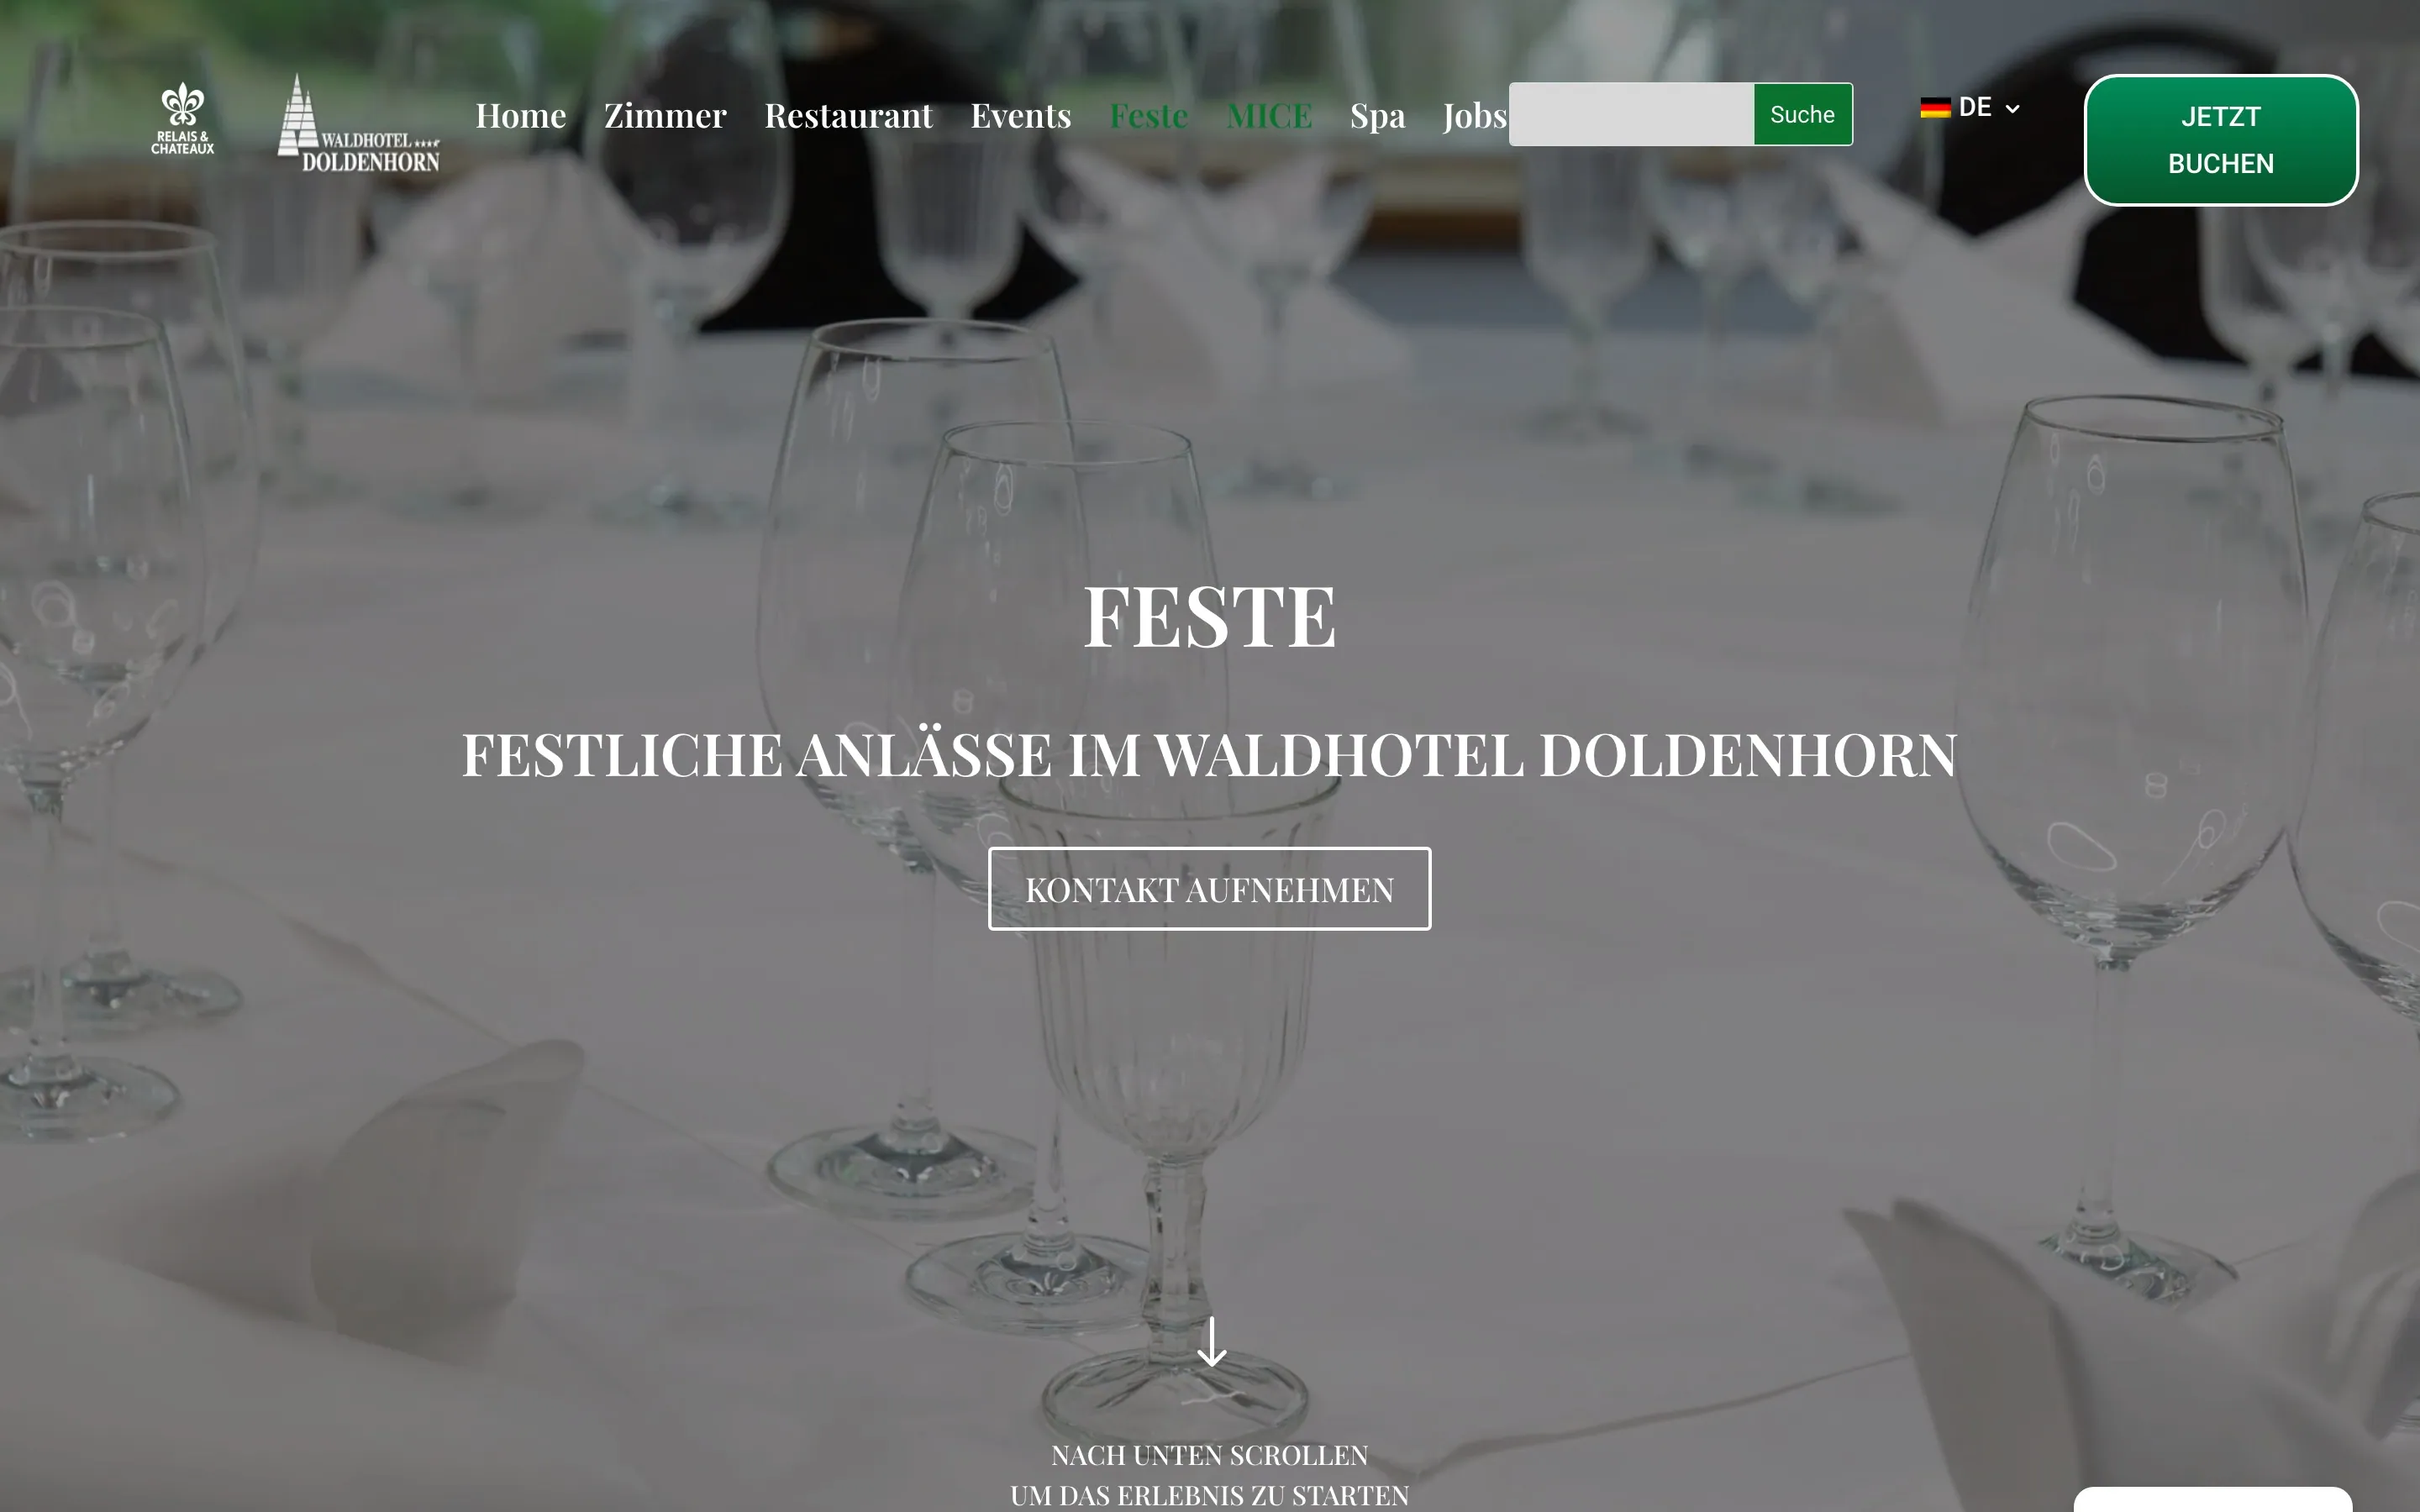 RELAIS &
CHATEAUX
WALDHOTEL ****
DOLDENHORN
Home Zimmer Restaurant Events Feste MICE Spa Jobs Suche DE
JETZT
BUCHEN
FESTE
FESTLICHE ANLÄSSE IM WALDHOTEL DOLDENHORN
KONTAKT AUFNEHMEN
NACH UNTEN SCROLLEN
UM DAS ERLEBNIS ZU STARTEN